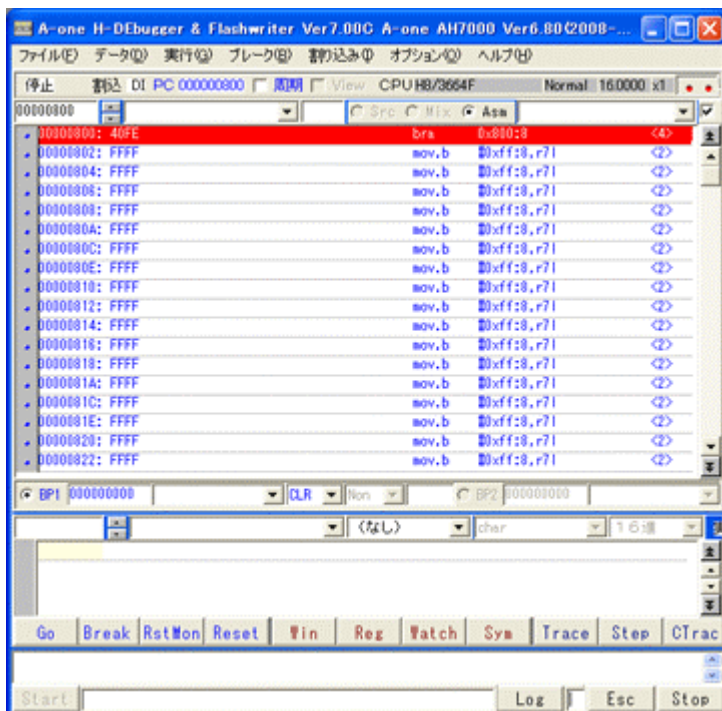 A-one H-DEbugger & Flashwriter Ver7.00C A-one AH7000 Ver6.80(2008-...
ファイル(F) データ(D) 実行(G) ブレーク(B) 割り込み(I) オプション(O) ヘルプ(H)
停止 割込 DI PC 000000800 周期 View CPU H8/3664F Normal 16.0000 x1
00000800 Src Mix Asm
00000800: 40FE bra 0x800:8 <4>
00000802: FFFF mov.b #0xff:8,r7l <2>
00000804: FFFF mov.b #0xff:8,r7l <2>
00000806: FFFF mov.b #0xff:8,r7l <2>
00000808: FFFF mov.b #0xff:8,r7l <2>
0000080A: FFFF mov.b #0xff:8,r7l <2>
0000080C: FFFF mov.b #0xff:8,r7l <2>
0000080E: FFFF mov.b #0xff:8,r7l <2>
00000810: FFFF mov.b #0xff:8,r7l <2>
00000812: FFFF mov.b #0xff:8,r7l <2>
00000814: FFFF mov.b #0xff:8,r7l <2>
00000816: FFFF mov.b #0xff:8,r7l <2>
00000818: FFFF mov.b #0xff:8,r7l <2>
0000081A: FFFF mov.b #0xff:8,r7l <2>
0000081C: FFFF mov.b #0xff:8,r7l <2>
0000081E: FFFF mov.b #0xff:8,r7l <2>
00000820: FFFF mov.b #0xff:8,r7l <2>
00000822: FFFF mov.b #0xff:8,r7l <2>
BP1 000000000 CLR Non BP2 000000000
(なし) char 16進
Go Break RstMon Reset Win Reg Watch Sym Trace Step CTrac
Start Log Esc Stop